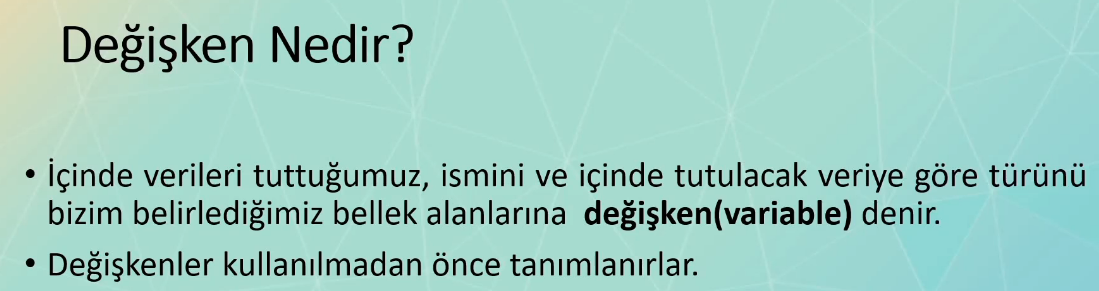 Değişken Nedir?
• İçinde verileri tuttuğumuz, ismini ve içinde tutulacak veriye göre türünü
bizim belirlediğimiz bellek alanlarına değişken(variable) denir.
• Değişkenler kullanılmadan önce tanımlanırlar.